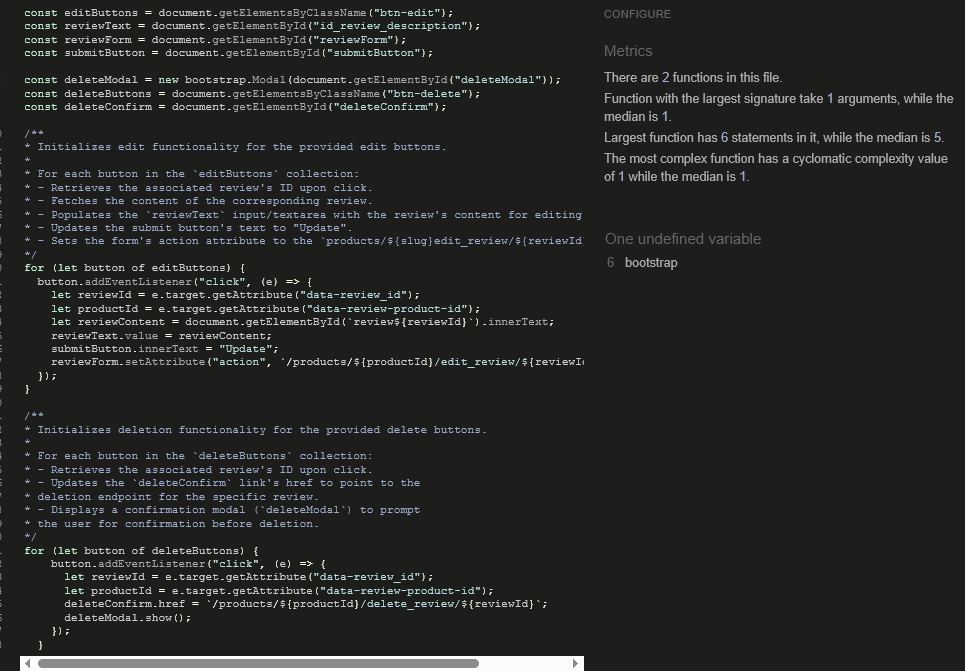 const editButtons = document.getElementsByClassName("btn-edit");
const reviewText = document.getElementById("id_review_description");
const reviewForm = document.getElementById("reviewForm");
const submitButton = document.getElementById("submitButton");
const deleteModal = new bootstrap.Modal(document.getElementById("deleteModal"));
const deleteButtons = document.getElementsByClassName("btn-delete");
const deleteConfirm = document.getElementById("deleteConfirm");
/**
* Initializes edit functionality for the provided edit buttons.
*
* For each button in the `editButtons` collection:
* - Retrieves the associated review's ID upon click.
* - Fetches the content of the corresponding review.
* - Populates the `reviewText` input/textarea with the review's content for editing
* - Updates the submit button's text to "Update".
* - Sets the form's action attribute to the `products/${slug}edit_review/${reviewId}
*/
for (let button of editButtons) {
button.addEventListener("click", (e) => {
let reviewId = e.target.getAttribute("data-review_id");
let productId = e.target.getAttribute("data-review-product-id");
let reviewContent = document.getElementById(`review${reviewId}`).innerText;
reviewText.value = reviewContent;
submitButton.innerText = "Update";
reviewForm.setAttribute("action", `/products/${productId}/edit_review/${reviewId
});
}
/**
* Initializes deletion functionality for the provided delete buttons.
*
* For each button in the `deleteButtons` collection:
* - Retrieves the associated review's ID upon click.
* - Updates the `deleteConfirm` link's href to point to the
* deletion endpoint for the specific review.
* - Displays a confirmation modal (`deleteModal`) to prompt
* the user for confirmation before deletion.
*/
for (let button of deleteButtons) {
button.addEventListener("click", (e) => {
let reviewId = e.target.getAttribute("data-review_id");
let productId = e.target.getAttribute("data-review-product-id");
deleteConfirm.href = `/products/${productId}/delete_review/${reviewId}`;
deleteModal.show();
});
}
CONFIGURE
Metrics
There are 2 functions in this file.
Function with the largest signature take 1 arguments, while the
median is 1.
Largest function has 6 statements in it, while the median is 5.
The most complex function has a cyclomatic complexity value
of 1 while the median is 1.
One undefined variable
6 bootstrap